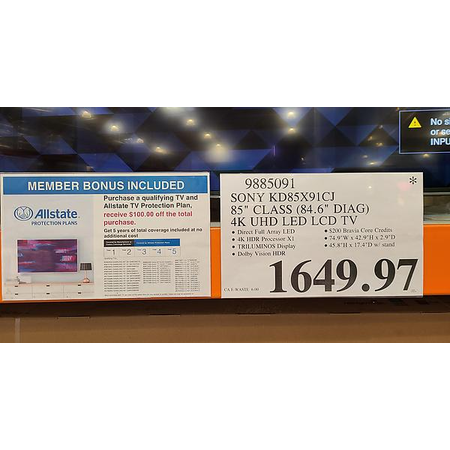 No s
or se
INPU
MEMBER BONUS INCLUDED
Allstate
PROTECTION PLANS
Purchase a qualifying TV and
Allstate TV Protection Plan,
receive $100.00 off the total
purchase.
Get 5 years of total coverage included at no
additional cost
1 2 3 4 5
9885091 *
SONY KD85X91CJ
85" CLASS (84.6" DIAG)
4K UHD LED LCD TV
• Direct Full Array LED
• 4K HDR Processor X1
• TRILUMINOS Display
• Dolby Vision HDR
• $200 Bravia Core Credits
• 74.9"W x 42.9"H x 2.9"D
• 45.8"H x 17.4"D w/ stand
1649.97